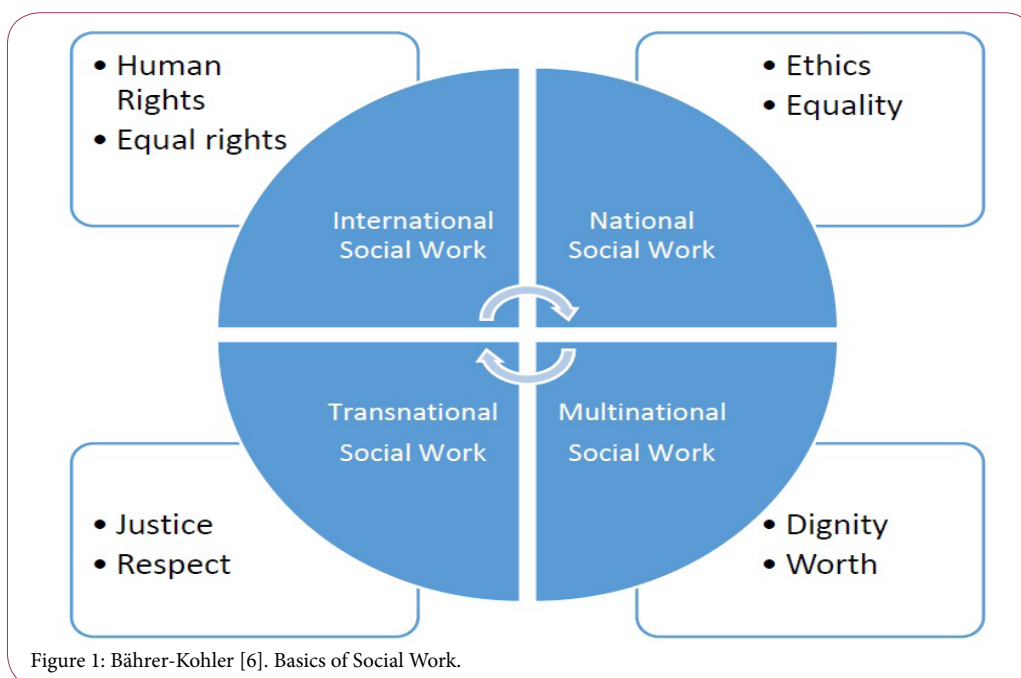 • Human
Rights
• Equal rights
• Ethics
• Equality
International
Social Work
National
Social Work
Transnational
Social Work
Multinational
Social Work
• Justice
• Respect
• Dignity
• Worth
Figure 1: Bährer-Kohler [6]. Basics of Social Work.